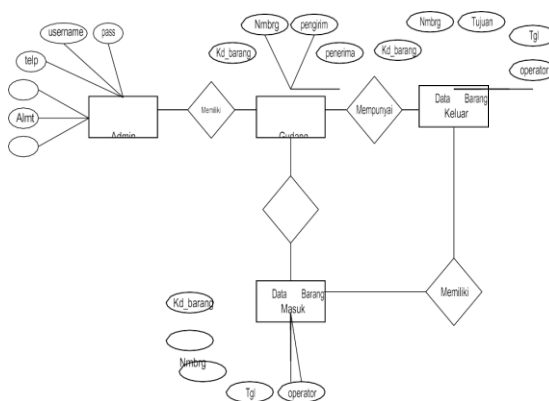 Nmbrg
pengirim
Nmbrg
Tujuan
username
pass
Tgl
Kd_barang
penerima
Kd_barang
telp
operator
Data Barang
Keluar
Almt
Memiliki
Mempunyai
Admin
Gudang
Data Barang
Masuk
Memiliki
Kd_barang
Nmbrg
Tgl
operator